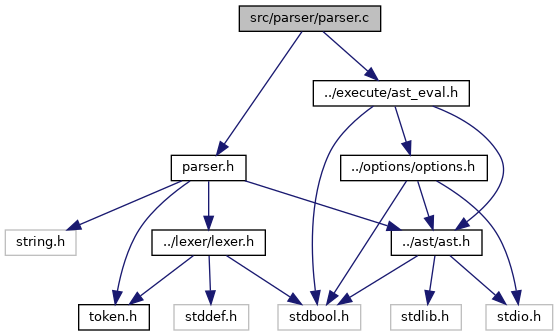 src/parser/parser.c
../execute/ast_eval.h
parser.h
../options/options.h
string.h
../lexer/lexer.h
../ast/ast.h
token.h
stddef.h
stdbool.h
stdlib.h
stdio.h